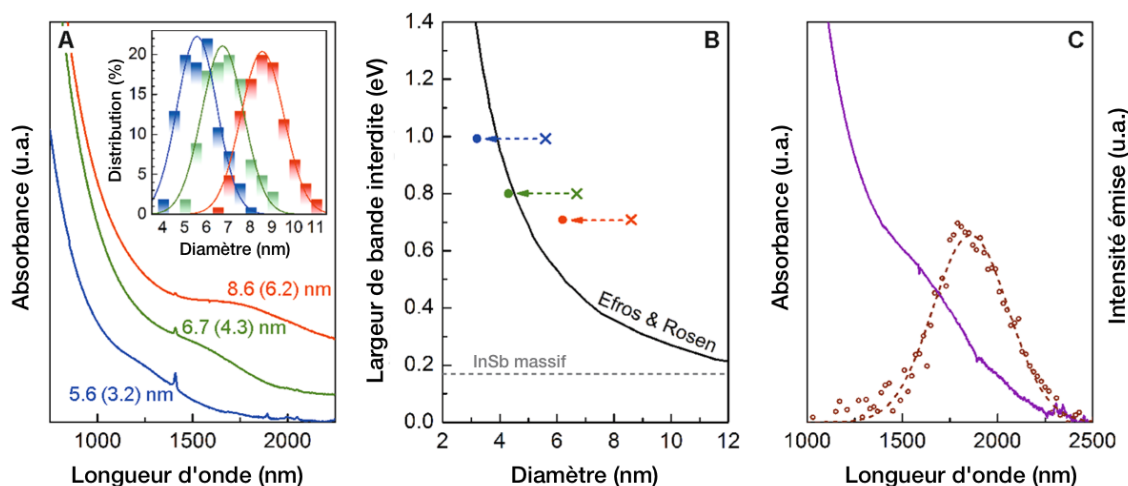 A
Absorbance (u.a.)
Distribution (%)
20
15
10
5
0
4 5 6 7 8 9 10 11
Diamètre (nm)
8.6 (6.2) nm
6.7 (4.3) nm
5.6 (3.2) nm
1000 1500 2000
Longueur d'onde (nm)
B
Largeur de bande interdite (eV)
1.4
1.2
1.0
0.8
0.6
0.4
0.2
0.0
Efros & Rosen
InSb massif
2 4 6 8 10 12
Diamètre (nm)
C
Absorbance (u.a.)
Intensité émise (u.a.)
1000 1500 2000 2500
Longueur d'onde (nm)